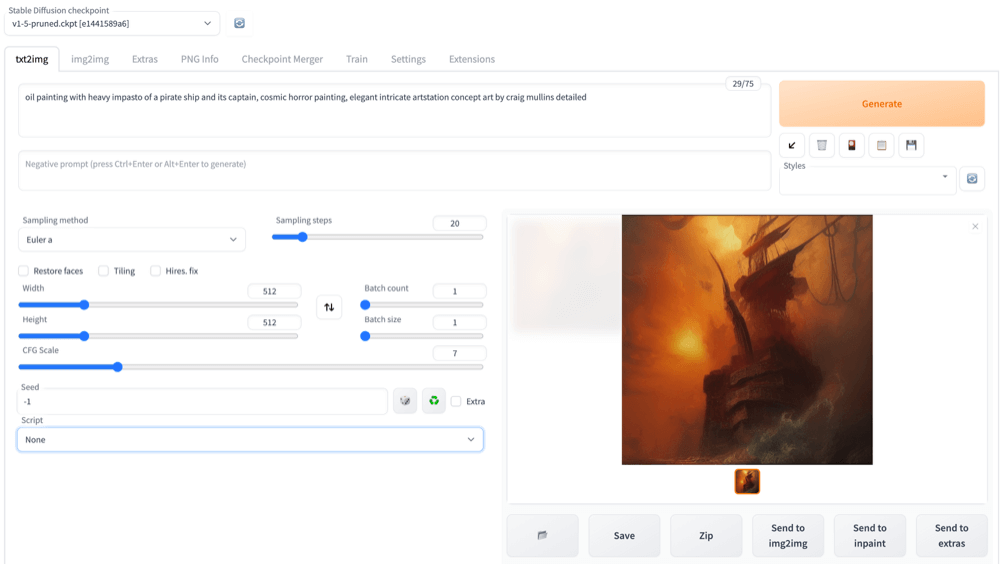 Stable Diffusion checkpoint
v1-5-pruned.ckpt [e1441589a6]
txt2img img2img Extras PNG Info Checkpoint Merger Train Settings Extensions
29/75
oil painting with heavy impasto of a pirate ship and its captain, cosmic horror painting, elegant intricate artstation concept art by craig mullins detailed
Generate
Negative prompt (press Ctrl+Enter or Alt+Enter to generate)
Styles
Sampling method
Euler a
Sampling steps
20
Restore faces Tiling Hires. fix
Width
512
Batch count
1
Height
512
Batch size
1
CFG Scale
7
Seed
-1
Extra
Script
None
Save
Zip
Send to
img2img
Send to
inpaint
Send to
extras